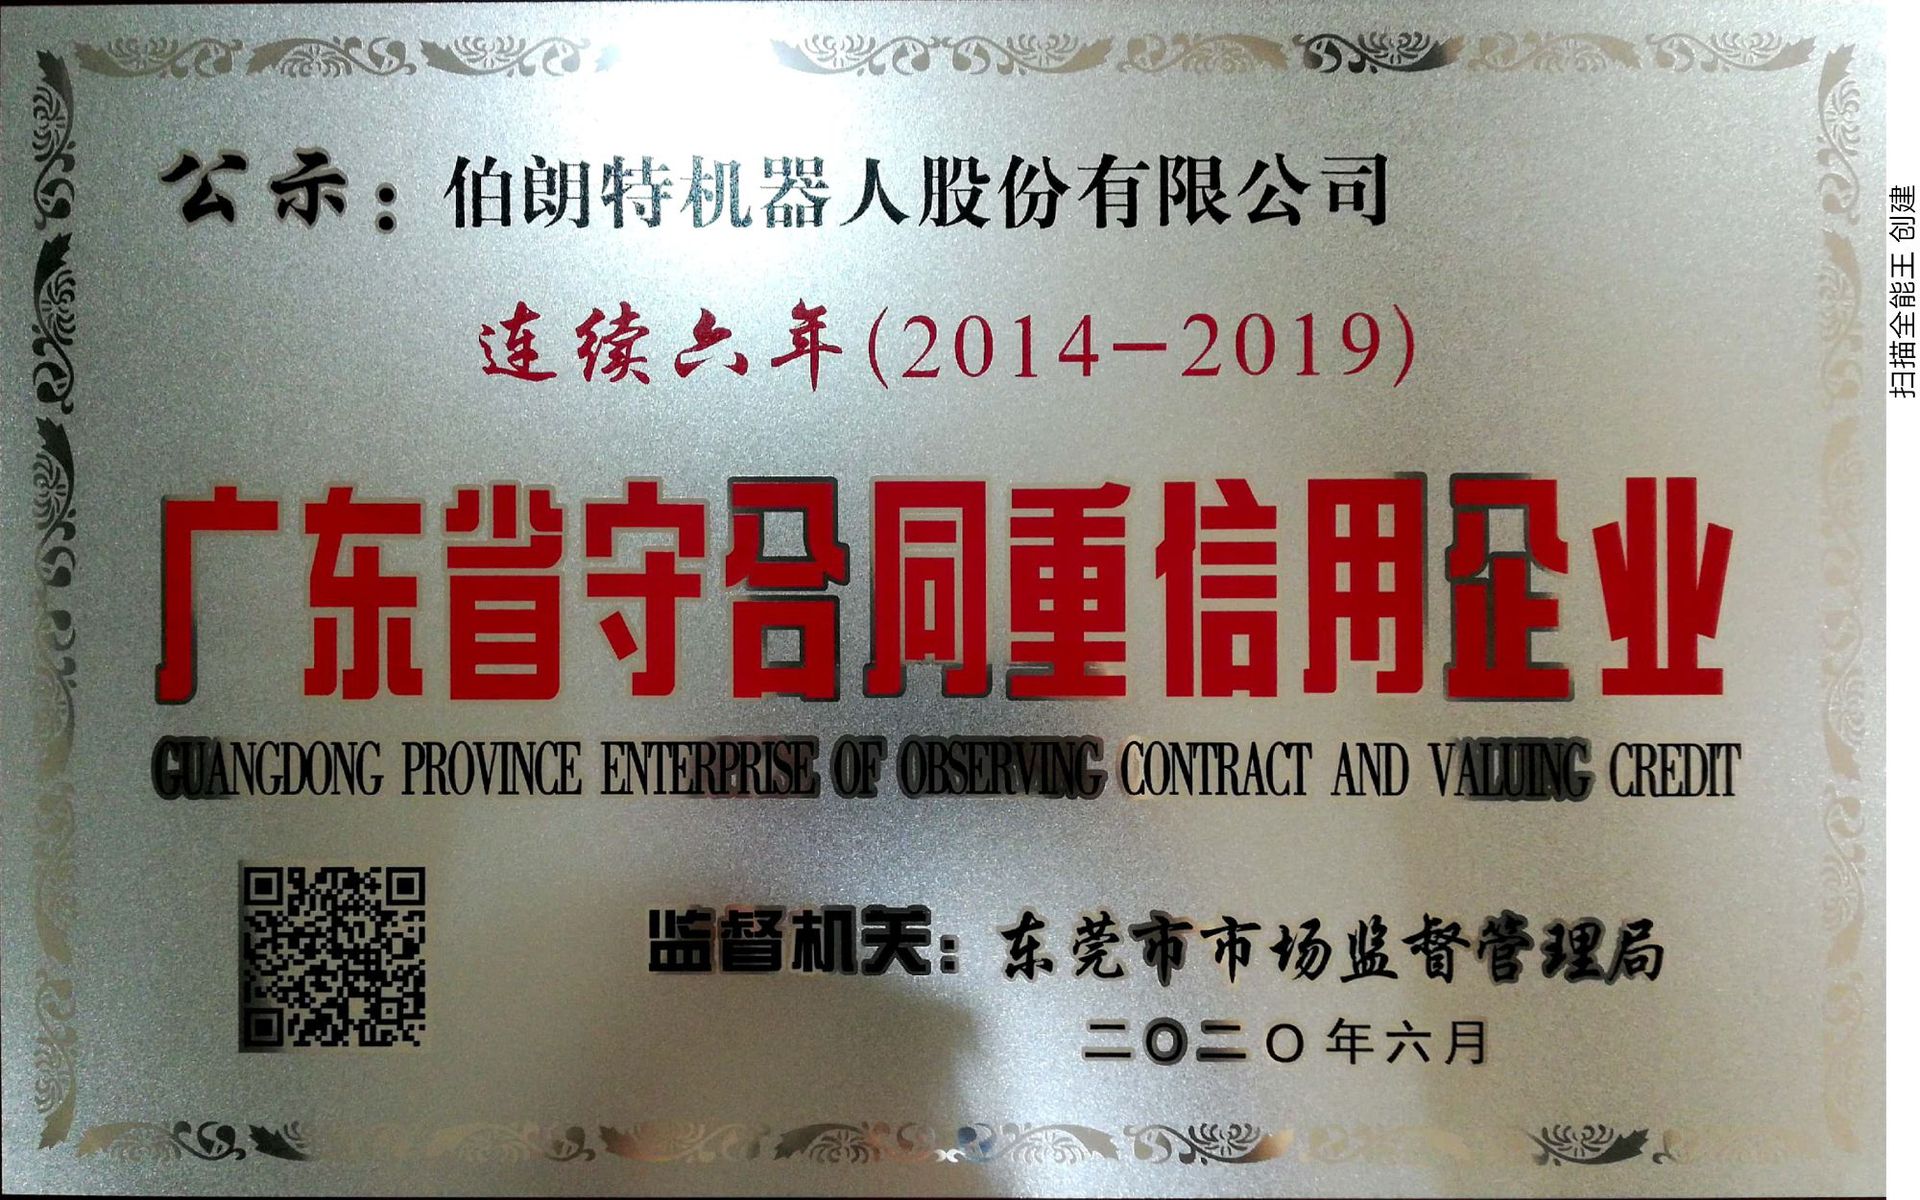 公示：伯朗特机器人股份有限公司
连续六年(2014-2019)
广东省守合同重信用企业
GUANGDONG PROVINCE ENTERPRISE OF OBSERVING CONTRACT AND VALUING CREDIT
监督机关：东莞市市场监督管理局
二〇二〇年六月
扫描全能王 创建